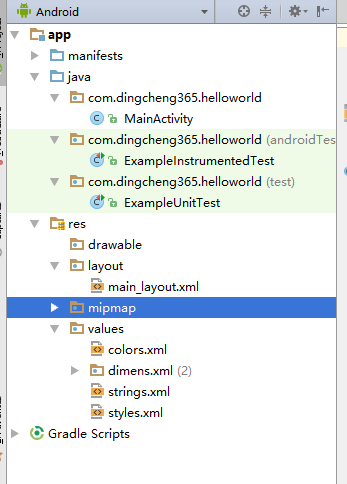 Android
app
manifests
java
com.dingcheng365.helloworld
MainActivity
com.dingcheng365.helloworld (androidTes
ExampleInstrumentedTest
com.dingcheng365.helloworld (test)
ExampleUnitTest
res
drawable
layout
main_layout.xml
mipmap
values
colors.xml
dimens.xml (2)
strings.xml
styles.xml
Gradle Scripts